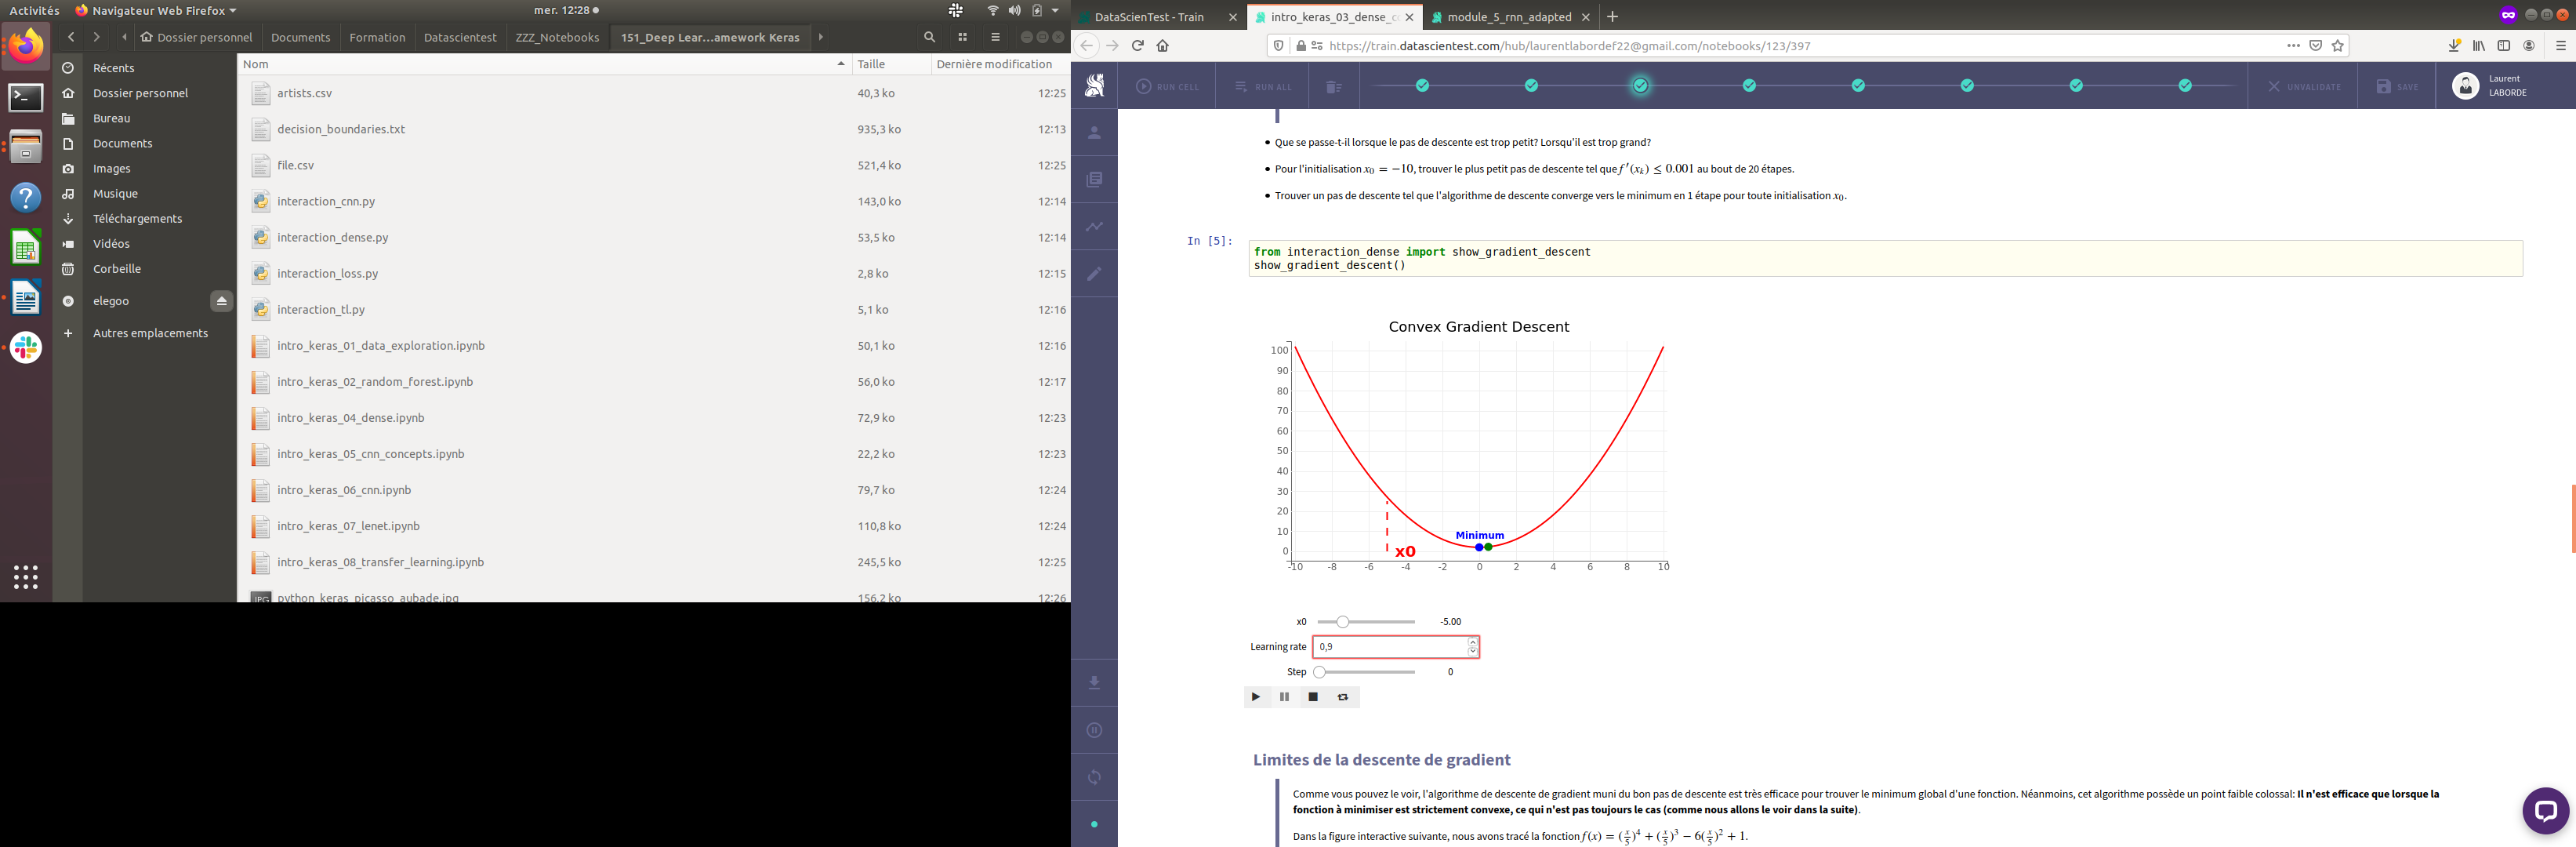 Activités
Navigateur Web Firefox
mer. 12:28
Dossier personnel
Documents
Formation
Datascientest
ZZZ_Notebooks
151_Deep Lear...amework Keras
Récents
Dossier personnel
Bureau
Documents
Images
Musique
Téléchargements
Vidéos
Corbeille
elegoo
Autres emplacements
Nom Taille Dernière modification
artists.csv 40,3 ko 12:25
decision_boundaries.txt 935,3 ko 12:13
file.csv 521,4 ko 12:25
interaction_cnn.py 143,0 ko 12:14
interaction_dense.py 53,5 ko 12:14
interaction_loss.py 2,8 ko 12:15
interaction_tl.py 5,1 ko 12:16
intro_keras_01_data_exploration.ipynb 50,1 ko 12:16
intro_keras_02_random_forest.ipynb 56,0 ko 12:17
intro_keras_04_dense.ipynb 72,9 ko 12:23
intro_keras_05_cnn_concepts.ipynb 22,2 ko 12:23
intro_keras_06_cnn.ipynb 79,7 ko 12:24
intro_keras_07_lenet.ipynb 110,8 ko 12:24
intro_keras_08_transfer_learning.ipynb 245,5 ko 12:25
python_keras_picasso_aubade.jpg 156,2 ko 12:26
DataScienTest - Train
intro_keras_03_dense_c
module_5_rnn_adapted
https://train.datascientest.com/hub/laurentlabordef22@gmail.com/notebooks/123/397
RUN CELL
RUN ALL
UNVALIDATE
SAVE
Laurent
LABORDE
Que se passe-t-il lorsque le pas de descente est trop petit? Lorsqu'il est trop grand?
Pour l'initialisation x₀ = −10, trouver le plus petit pas de descente tel que f′(xₖ) ≤ 0.001 au bout de 20 étapes.
Trouver un pas de descente tel que l'algorithme de descente converge vers le minimum en 1 étape pour toute initialisation x₀.
In [5]:
from interaction_dense import show_gradient_descent
show_gradient_descent()
Convex Gradient Descent
100
90
80
70
60
50
40
30
20
10
0
Minimum
x0
-10 -8 -6 -4 -2 0 2 4 6 8 10
x0 -5.00
Learning rate 0,9
Step 0
Limites de la descente de gradient
Comme vous pouvez le voir, l'algorithme de descente de gradient muni du bon pas de descente est très efficace pour trouver le minimum global d'une fonction. Néanmoins, cet algorithme possède un point faible colossal: Il n'est efficace que lorsque la
fonction à minimiser est strictement convexe, ce qui n'est pas toujours le cas (comme nous allons le voir dans la suite).
Dans la figure interactive suivante, nous avons tracé la fonction f(x) = (x/5)⁴ + (x/5)³ − 6(x/5)² + 1.